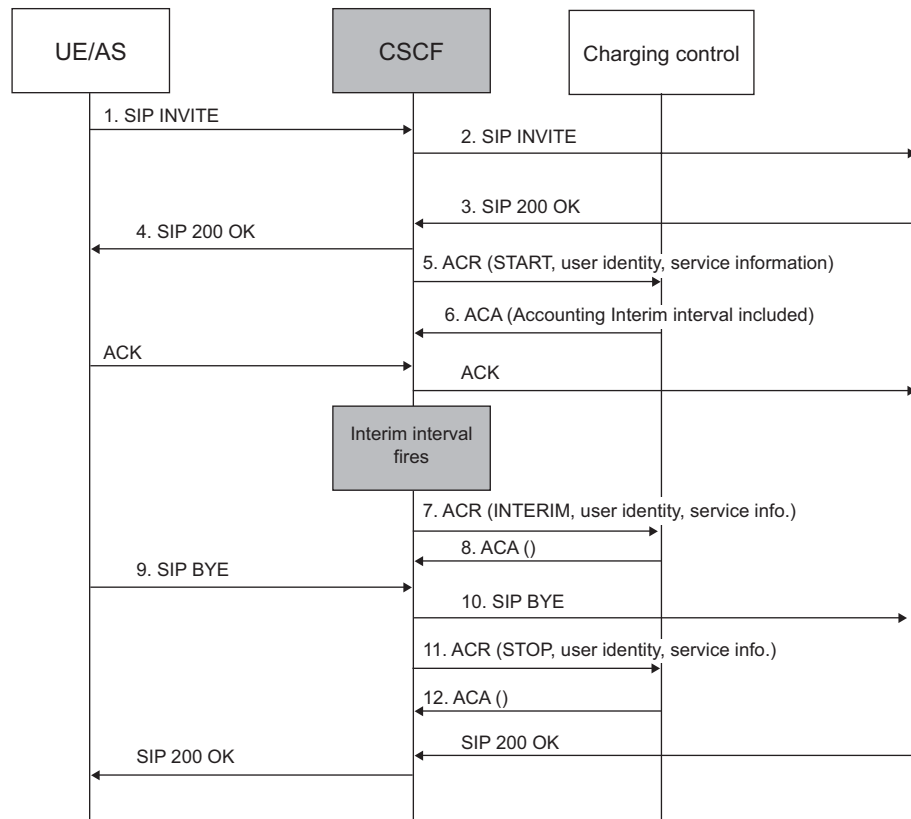 UE/AS
CSCF
Charging control
1. SIP INVITE
2. SIP INVITE
3. SIP 200 OK
4. SIP 200 OK
5. ACR (START, user identity, service information)
6. ACA (Accounting Interim interval included)
ACK
ACK
Interim interval
fires
7. ACR (INTERIM, user identity, service info.)
8. ACA ()
9. SIP BYE
10. SIP BYE
11. ACR (STOP, user identity, service info.)
12. ACA ()
SIP 200 OK
SIP 200 OK